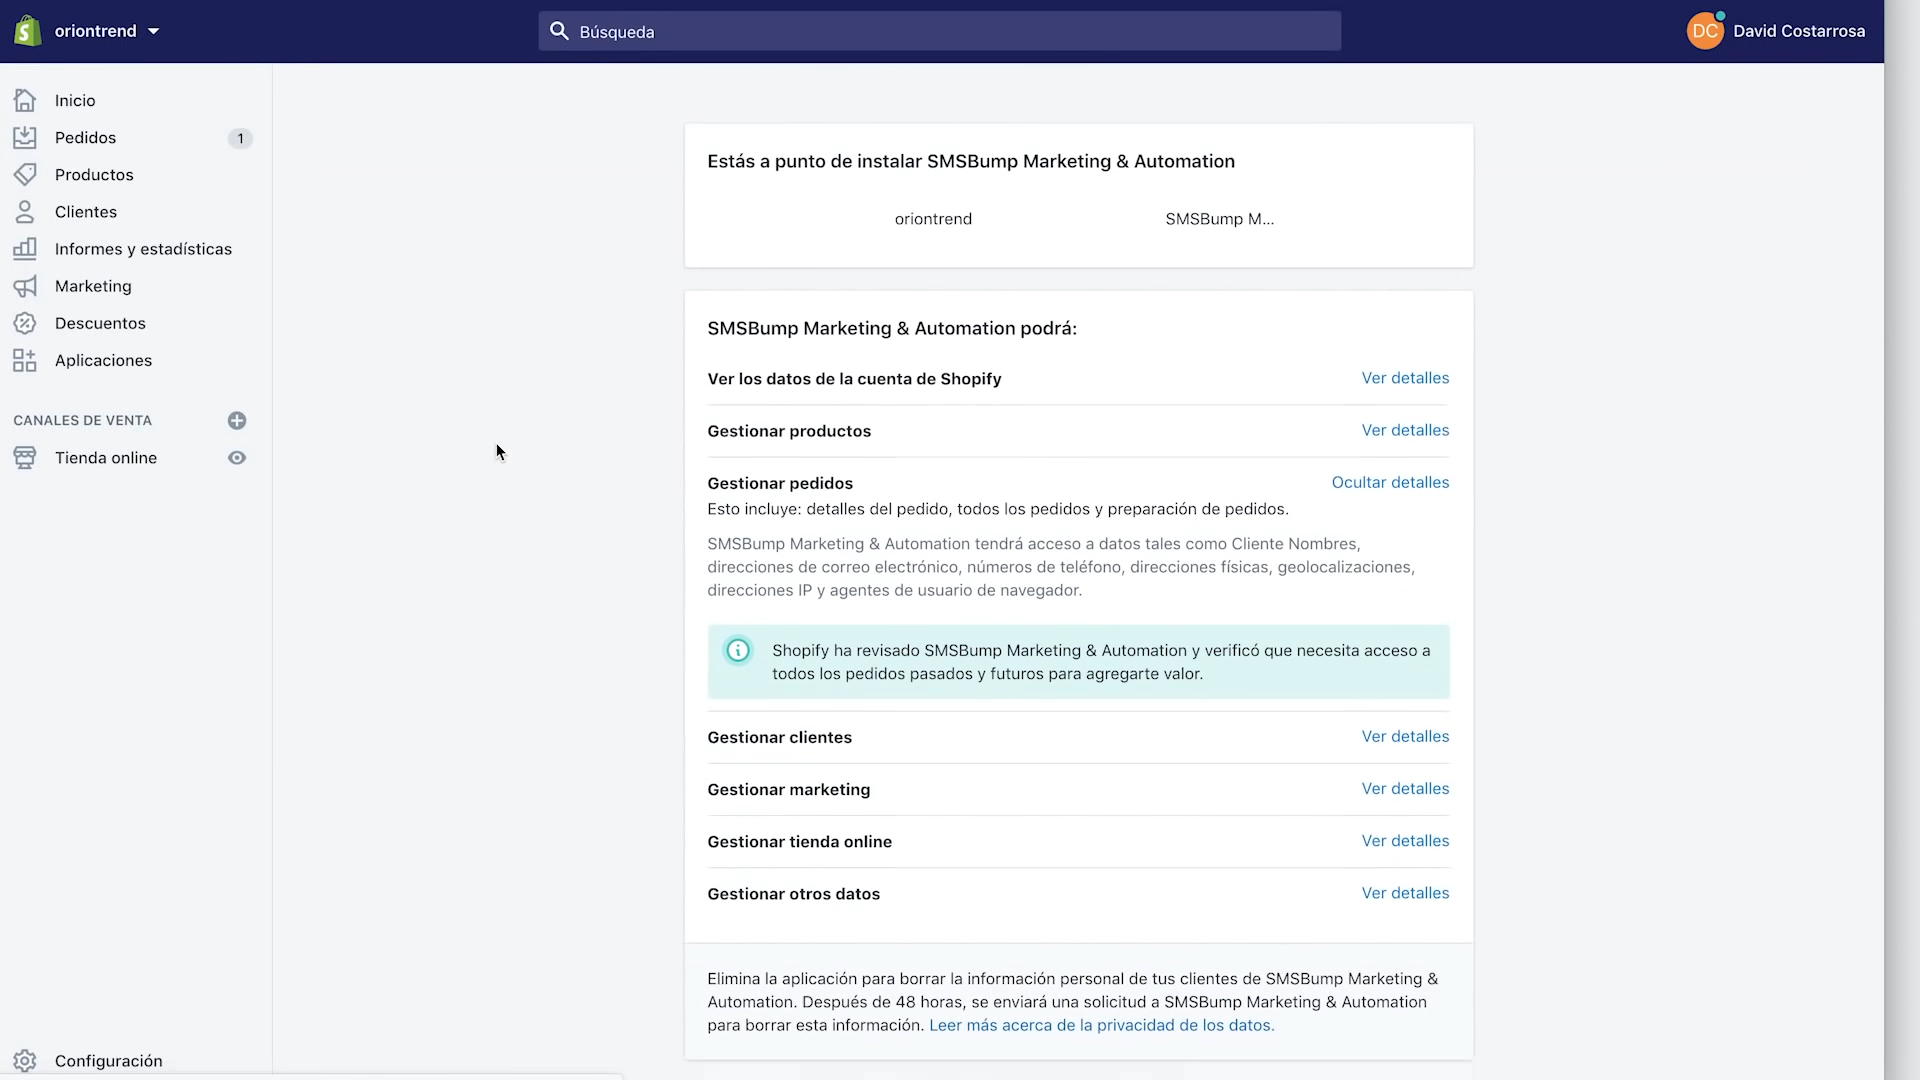 oriontrend
Búsqueda
DC David Costarrosa
Inicio
Pedidos 1
Productos
Clientes
Informes y estadísticas
Marketing
Descuentos
Aplicaciones
CANALES DE VENTA
Tienda online
Configuración
Estás a punto de instalar SMSBump Marketing & Automation
oriontrend SMSBump M...
SMSBump Marketing & Automation podrá:
Ver los datos de la cuenta de Shopify Ver detalles
Gestionar productos Ver detalles
Gestionar pedidos Ocultar detalles
Esto incluye: detalles del pedido, todos los pedidos y preparación de pedidos.
SMSBump Marketing & Automation tendrá acceso a datos tales como Cliente Nombres,
direcciones de correo electrónico, números de teléfono, direcciones físicas, geolocalizaciones,
direcciones IP y agentes de usuario de navegador.
Shopify ha revisado SMSBump Marketing & Automation y verificó que necesita acceso a
todos los pedidos pasados y futuros para agregarte valor.
Gestionar clientes Ver detalles
Gestionar marketing Ver detalles
Gestionar tienda online Ver detalles
Gestionar otros datos Ver detalles
Elimina la aplicación para borrar la información personal de tus clientes de SMSBump Marketing &
Automation. Después de 48 horas, se enviará una solicitud a SMSBump Marketing & Automation
para borrar esta información. Leer más acerca de la privacidad de los datos.